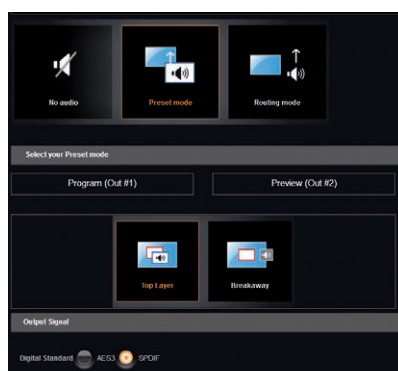 No audio
Preset mode
Routing mode
Select your Preset mode
Program (Out #1)
Preview (Out #2)
Top Layer
Breakaway
Output Signal
Digital Standard AES3 SPDIF